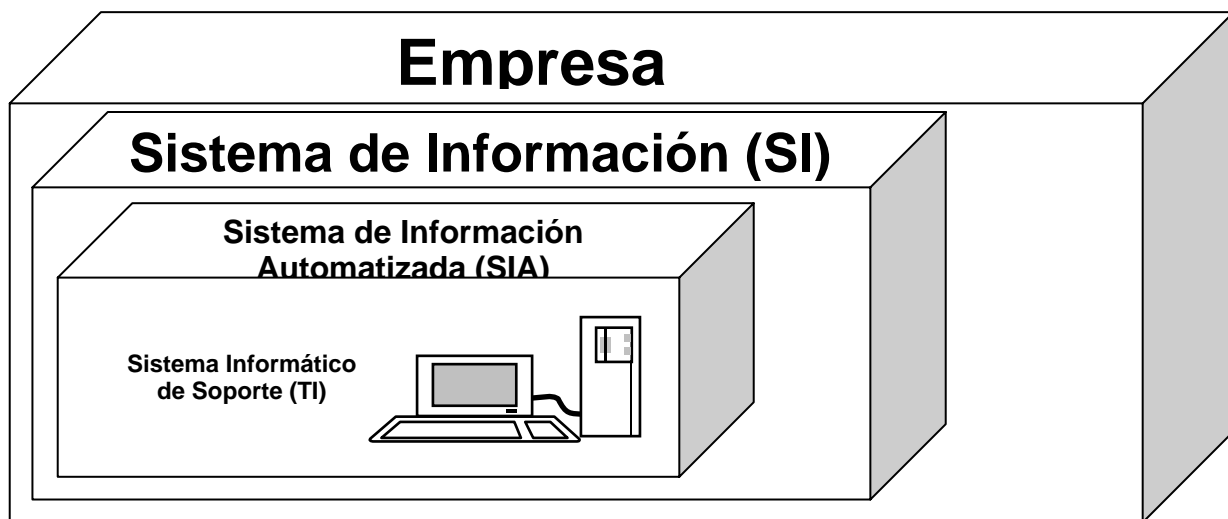 Empresa
Sistema de Información (SI)
Sistema de Información
Automatizada (SIA)
Sistema Informático
de Soporte (TI)